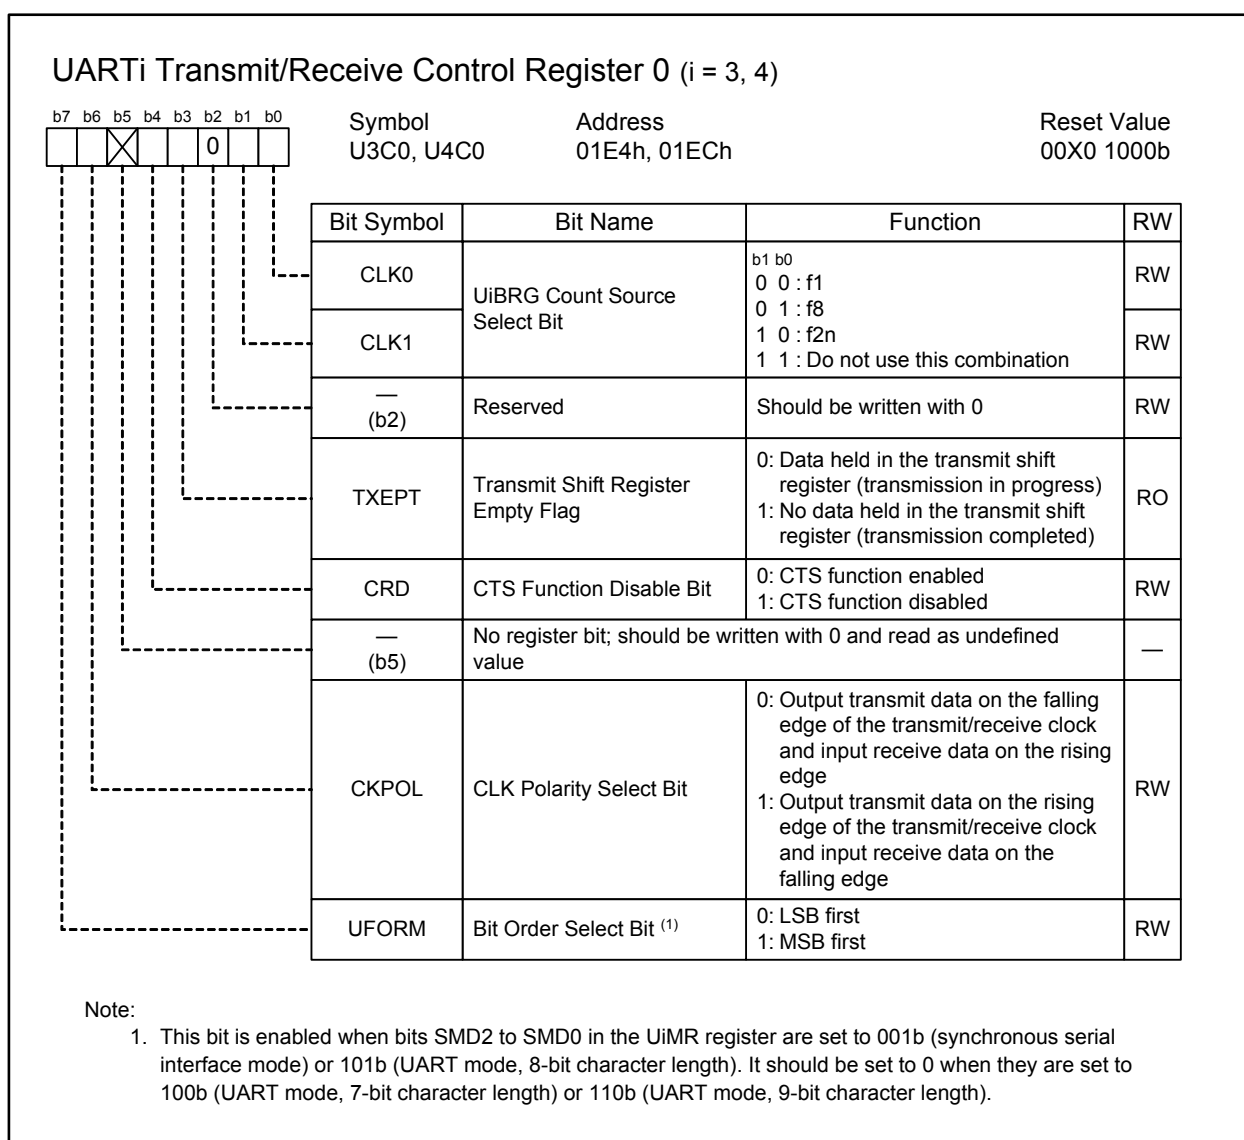 UARTi Transmit/Receive Control Register 0 (i = 3, 4)
b7 b6 b5 b4 b3 b2 b1 b0
0
Symbol Address Reset Value
U3C0, U4C0 01E4h, 01ECh 00X0 1000b
Bit Symbol Bit Name Function RW
CLK0
CLK1
UiBRG Count Source
Select Bit
b1 b0
0 0 : f1
0 1 : f8
1 0 : f2n
1 1 : Do not use this combination
RW
RW
—
(b2)
Reserved
Should be written with 0
RW
TXEPT
Transmit Shift Register
Empty Flag
0: Data held in the transmit shift
register (transmission in progress)
1: No data held in the transmit shift
register (transmission completed)
RO
CRD
CTS Function Disable Bit
0: CTS function enabled
1: CTS function disabled
RW
—
(b5)
No register bit; should be written with 0 and read as undefined
value
—
CKPOL
CLK Polarity Select Bit
0: Output transmit data on the falling
edge of the transmit/receive clock
and input receive data on the rising
edge
1: Output transmit data on the rising
edge of the transmit/receive clock
and input receive data on the
falling edge
RW
UFORM
Bit Order Select Bit (1)
0: LSB first
1: MSB first
RW
Note:
1. This bit is enabled when bits SMD2 to SMD0 in the UiMR register are set to 001b (synchronous serial
interface mode) or 101b (UART mode, 8-bit character length). It should be set to 0 when they are set to
100b (UART mode, 7-bit character length) or 110b (UART mode, 9-bit character length).